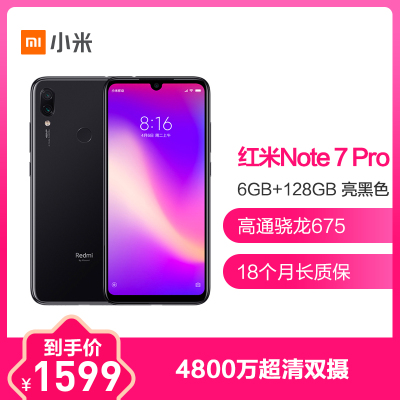 小米
红米Note 7 Pro
6GB+128GB 亮黑色
高通骁龙675
18个月长质保
8:16
Redmi
到手价
¥1599
4800万超清双摄